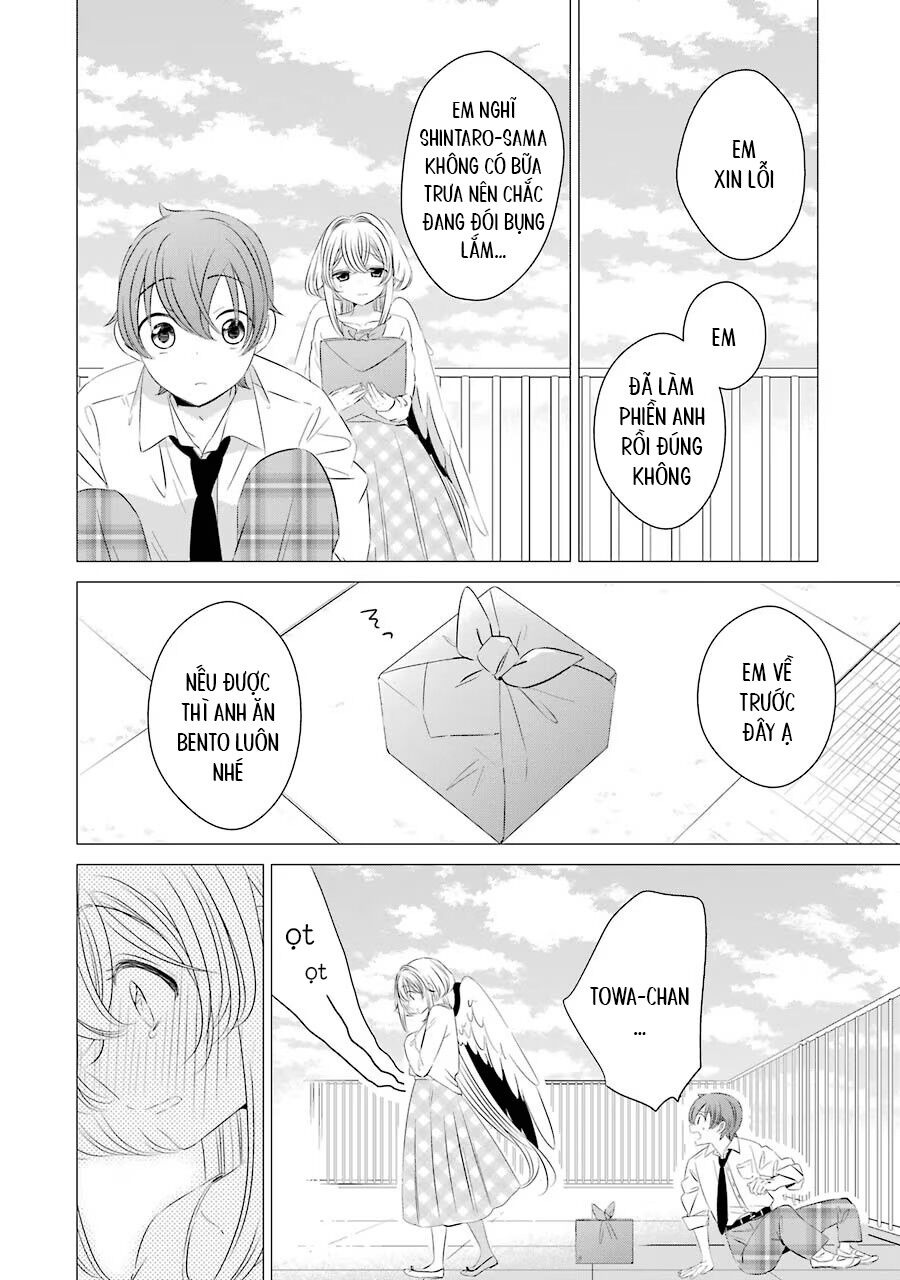 EM
XIN LỖI
EM
ĐÃ LÀM
PHIỀN ANH
RỒI ĐÚNG
KHÔNG
EM NGHĨ
SHINTARO-SAMA
KHÔNG CÓ BỮA
TRƯA NÊN CHẮC
ĐANG ĐÓI BỤNG
LẮM...
EM VỀ
TRƯỚC
ĐÂY Ạ
NẾU ĐƯỢC
THÌ ANH ĂN
BENTO LUÔN
NHÉ
TOWA-CHAN
...
ọt
ọt